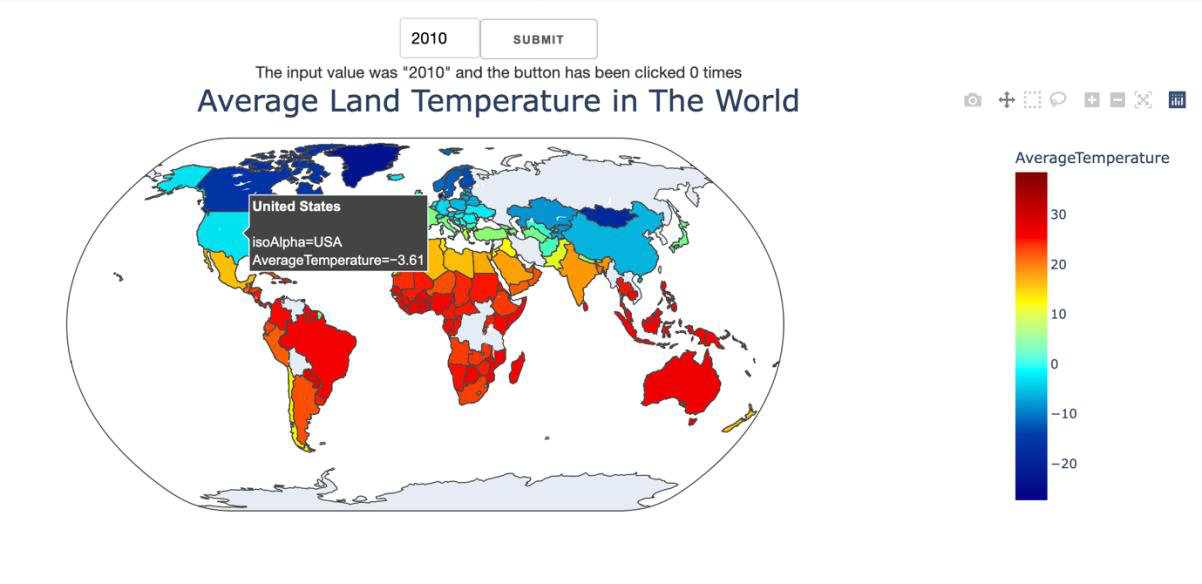 2010
SUBMIT
The input value was "2010" and the button has been clicked 0 times
Average Land Temperature in The World
AverageTemperature
United States
isoAlpha=USA
AverageTemperature=−3.61
30
20
10
0
−10
−20